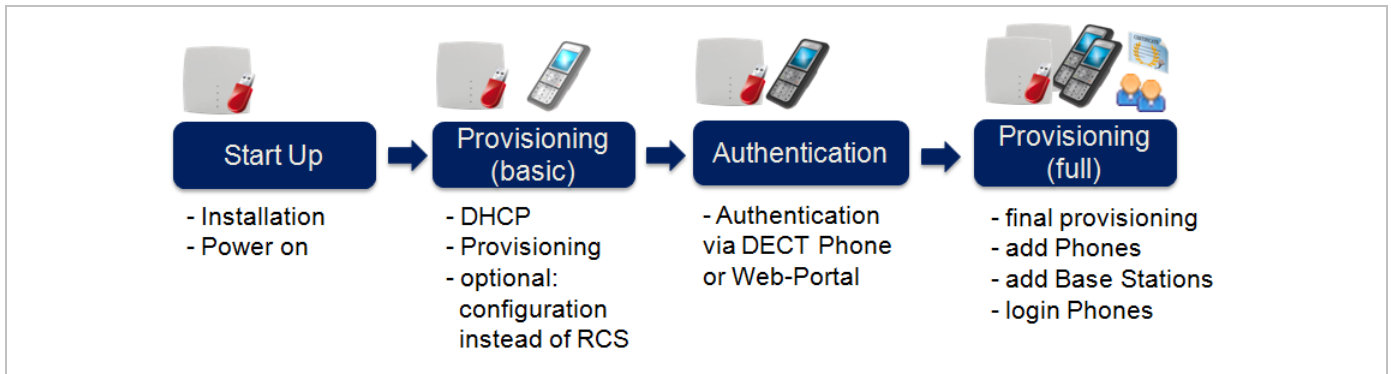 Start Up
- Installation
- Power on
Provisioning
(basic)
- DHCP
- Provisioning
- optional:
configuration
instead of RCS
Authentication
- Authentication
via DECT Phone
or Web-Portal
CERTIFICATE
Provisioning
(full)
- final provisioning
- add Phones
- add Base Stations
- login Phones